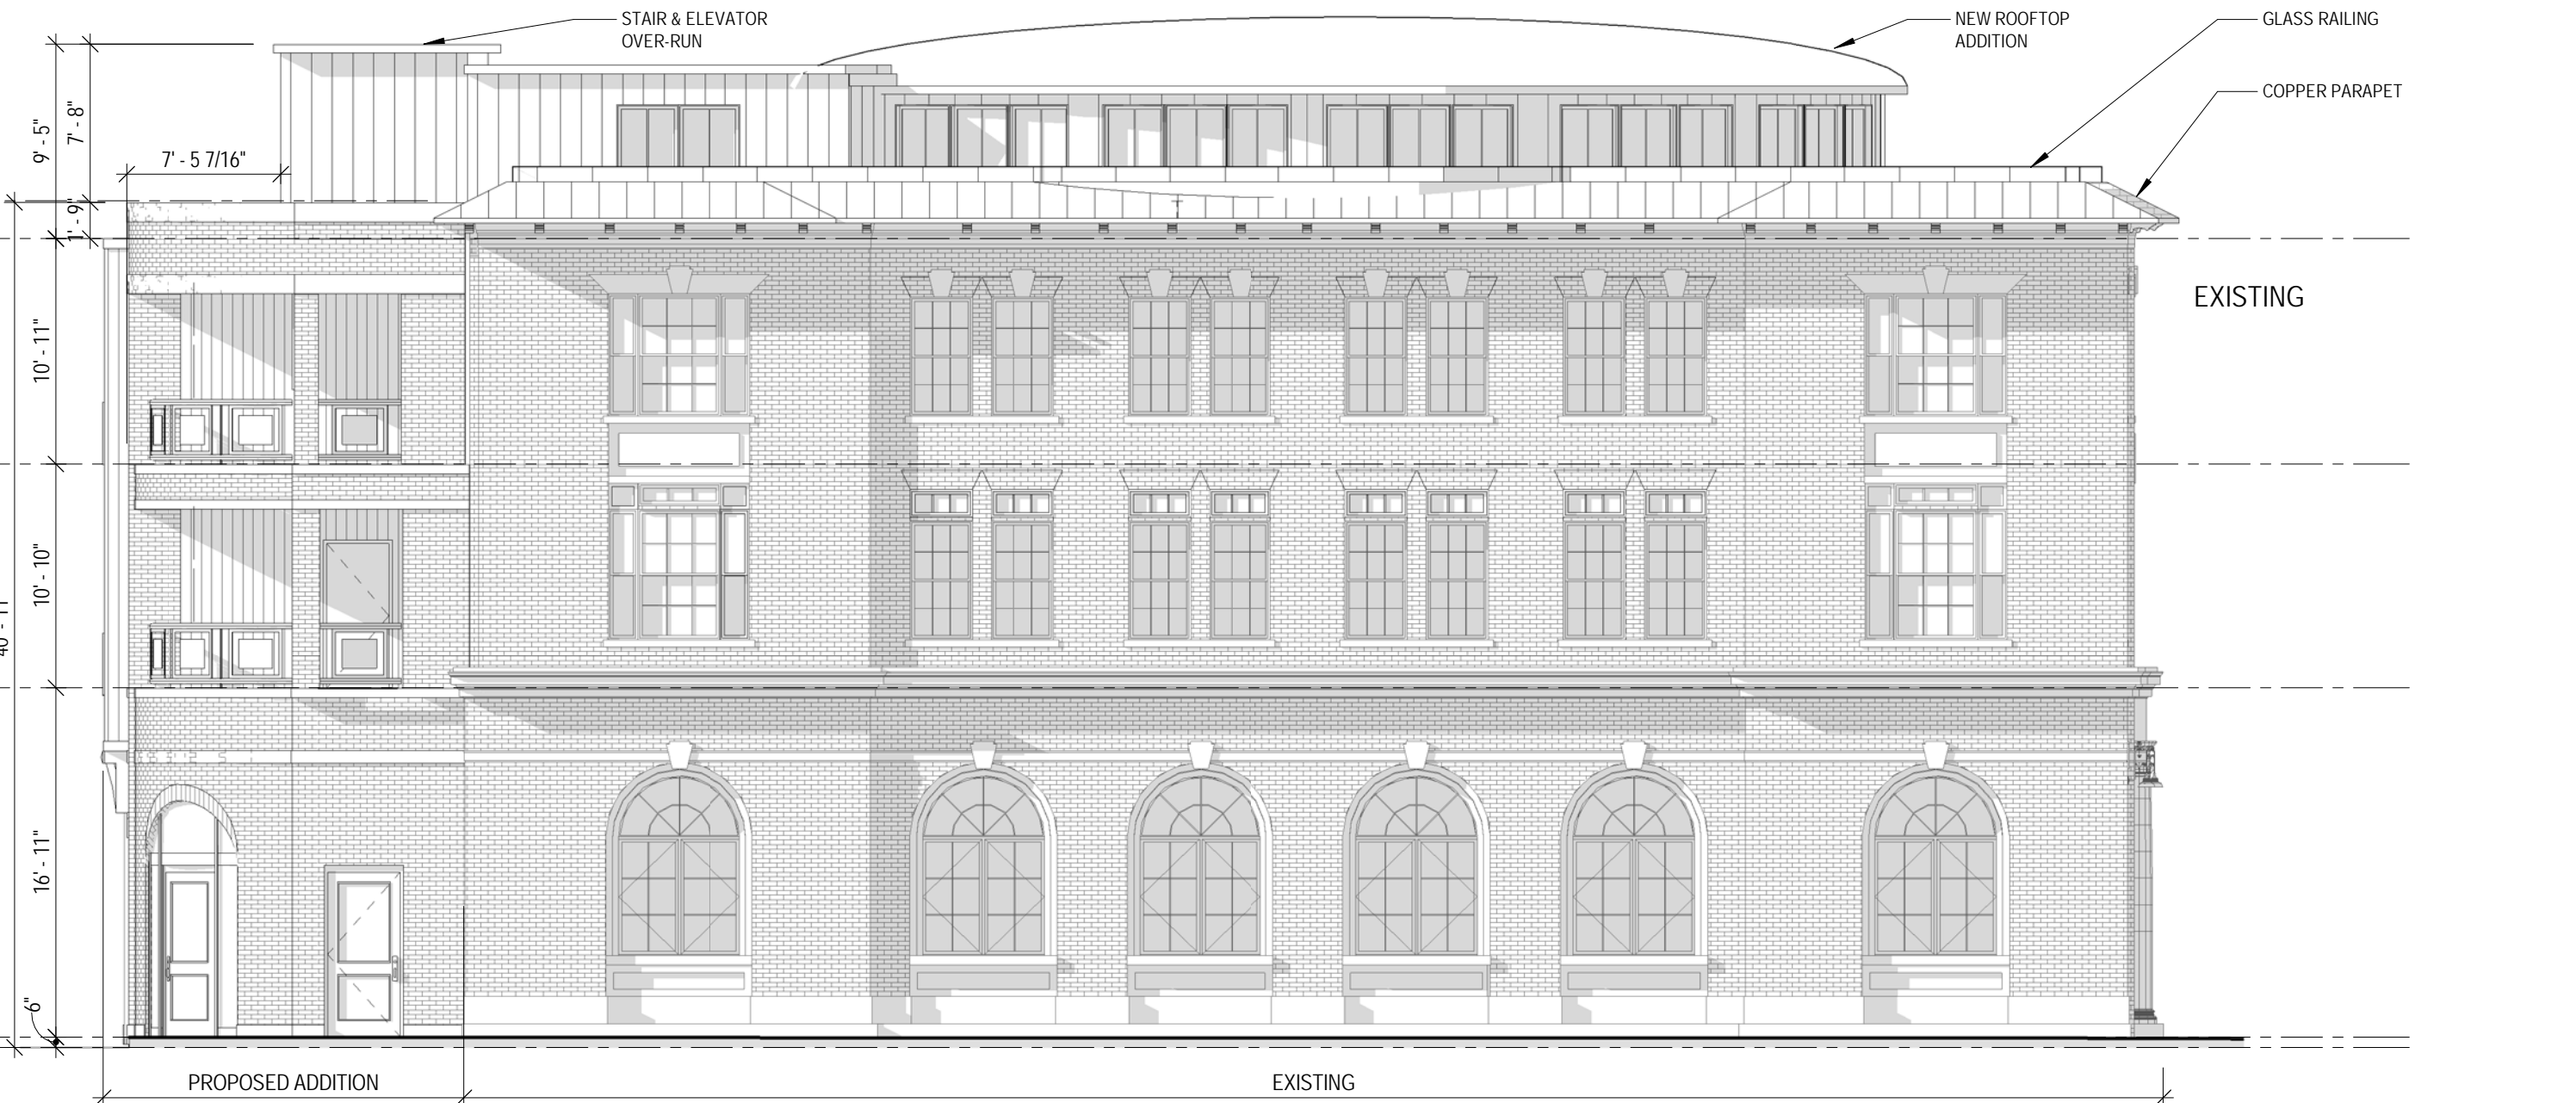 STAIR & ELEVATOR
OVER-RUN
NEW ROOFTOP
ADDITION
GLASS RAILING
COPPER PARAPET
9' - 5"
7' - 8"
7' - 5 7/16"
1' - 9"
EXISTING
10' - 11"
10' - 10"
16' - 11"
6"
PROPOSED ADDITION
EXISTING